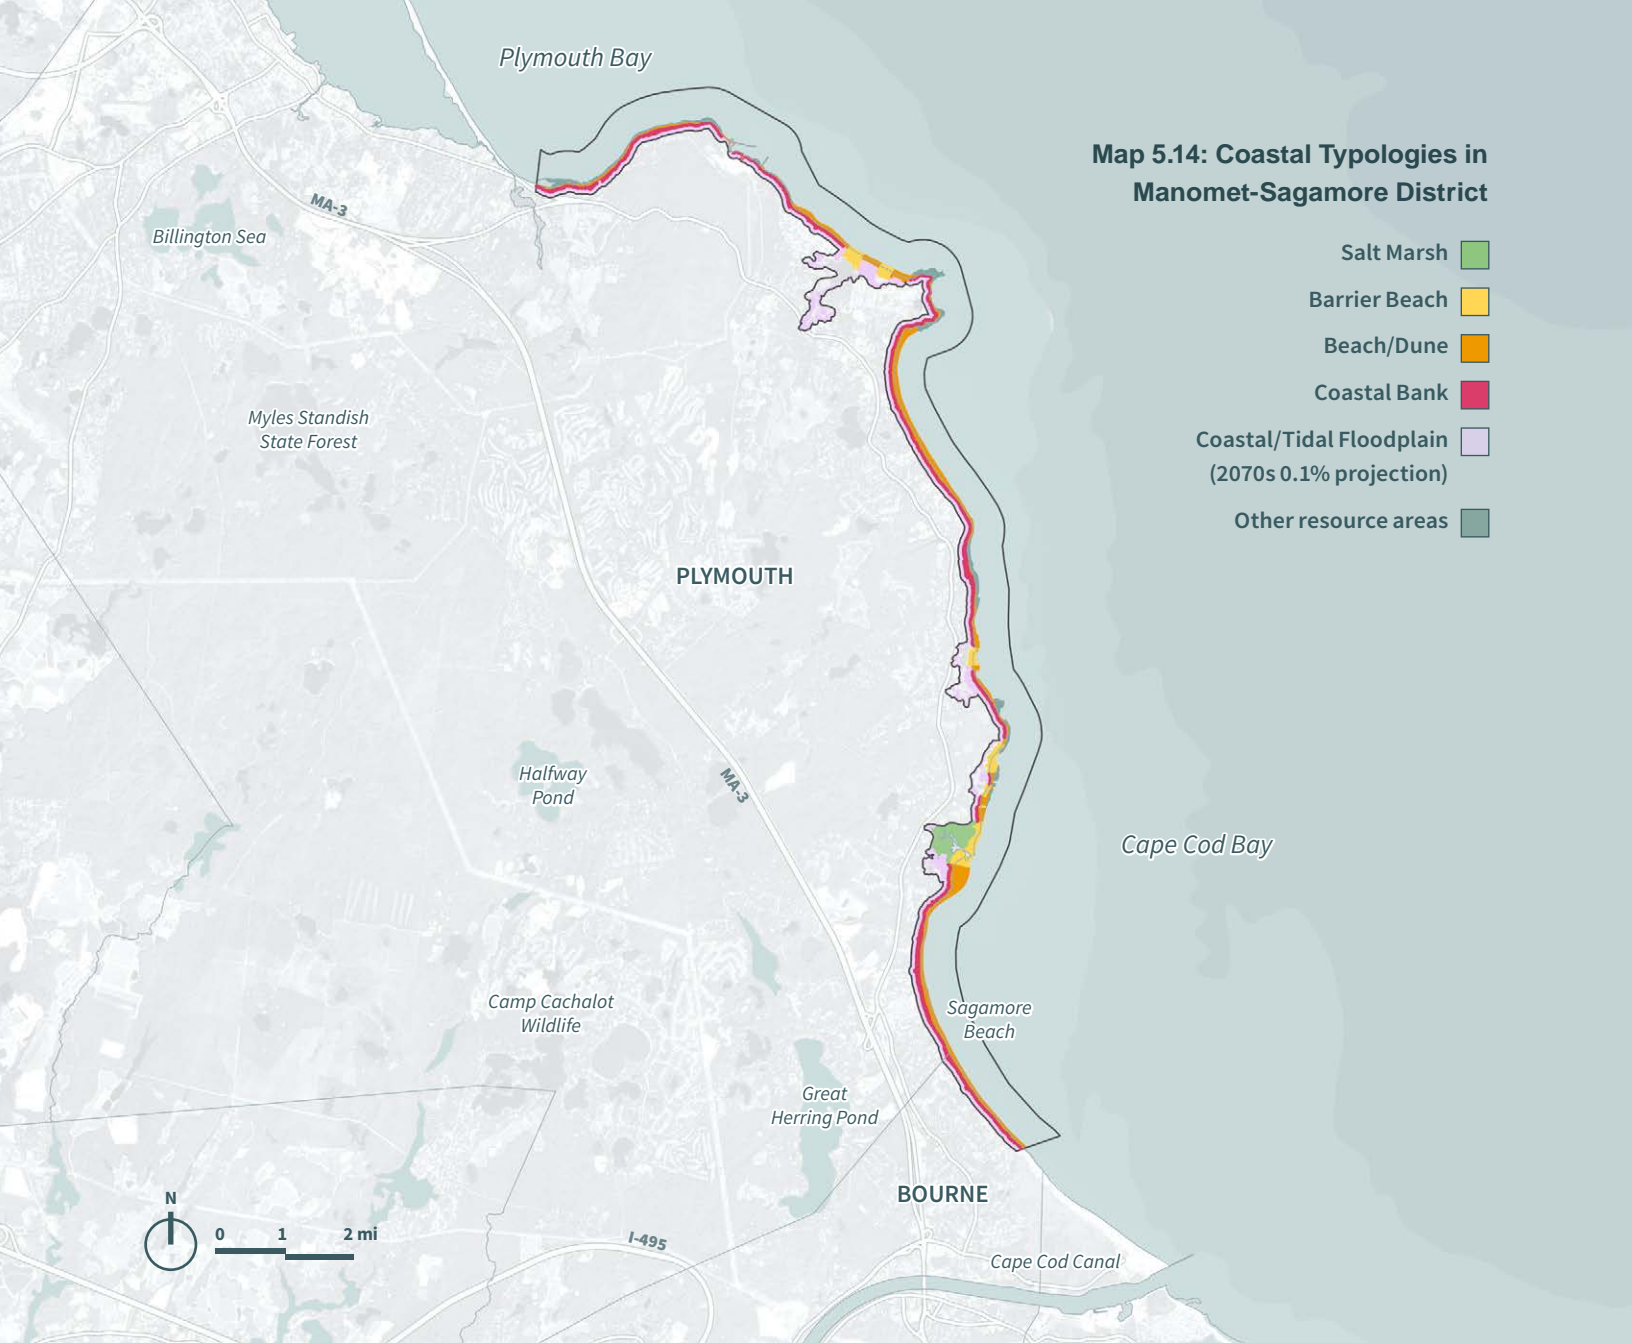 Plymouth Bay
Map 5.14: Coastal Typologies in
Manomet-Sagamore District
Salt Marsh
Barrier Beach
Beach/Dune
Coastal Bank
Coastal/Tidal Floodplain
(2070s 0.1% projection)
Other resource areas
MA-3
Billington Sea
Myles Standish
State Forest
PLYMOUTH
Halfway
Pond
MA-3
Cape Cod Bay
Camp Cachalot
Wildlife
Sagamore
Beach
Great
Herring Pond
BOURNE
N
0 1 2 mi
I-495
Cape Cod Canal